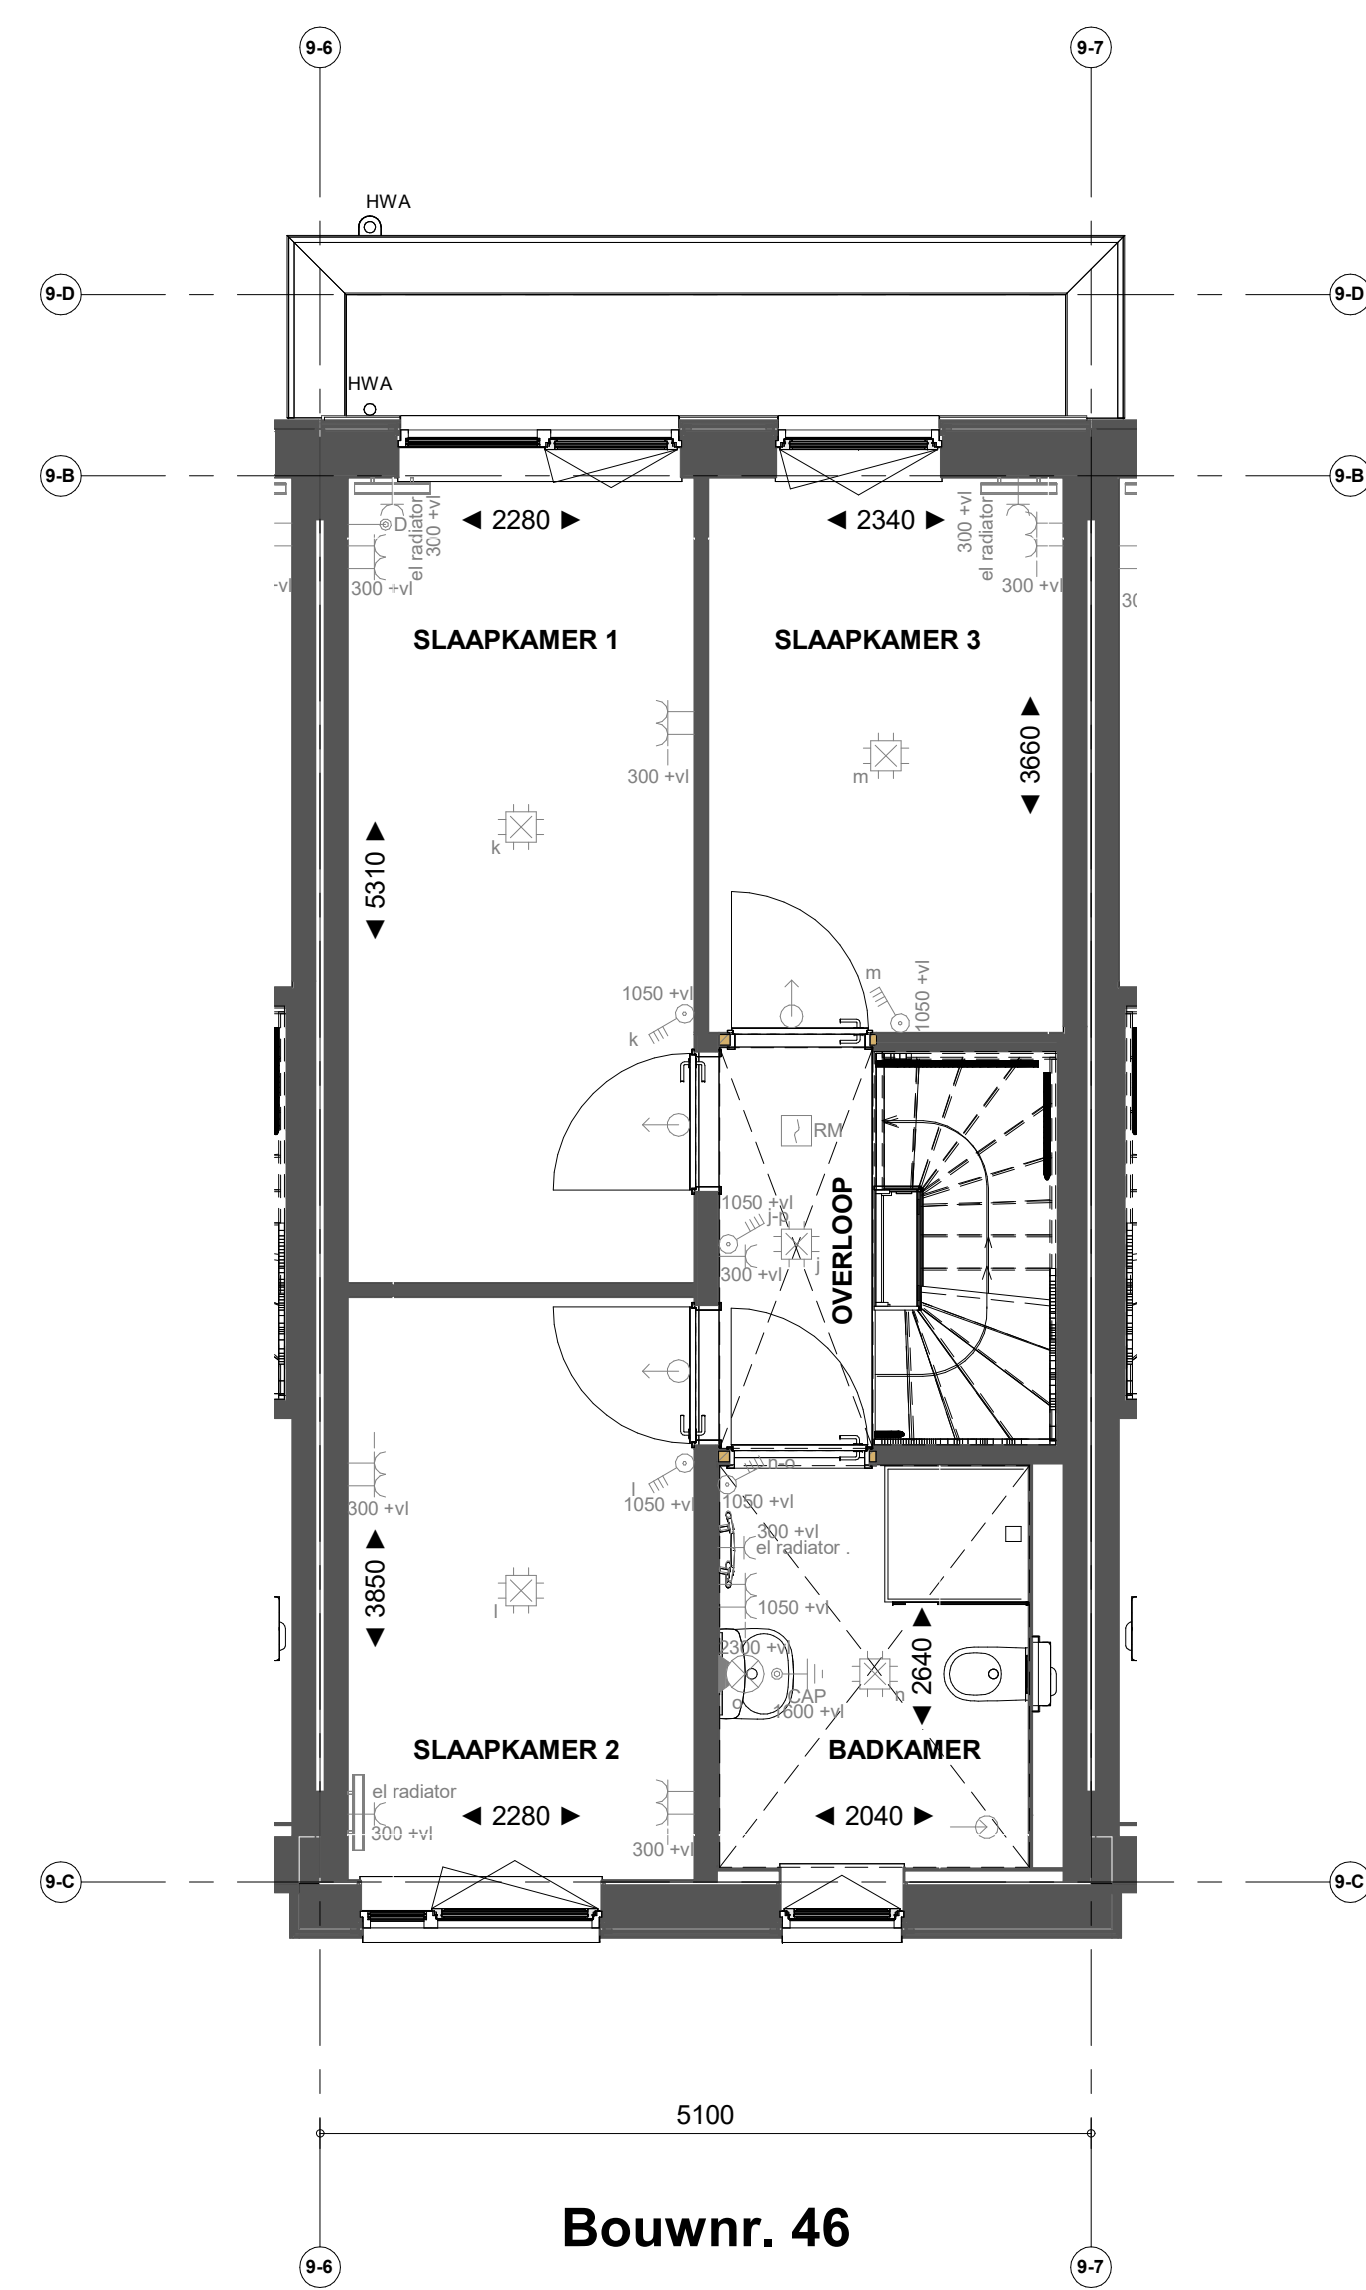 9-6
9-7
HWA
9-D
9-D
HWA
9-B
9-B
D
el radiator
300 +vl
◄ 2280 ►
◄ 2340 ►
300 +vl
el radiator
-vl
300 +vl
300 +vl
SLAAPKAMER 1
SLAAPKAMER 3
300 +vl
◄ 3660 ►
m
k
◄ 5310 ►
m
1050 +vl
1050 +vl
k
RM
1050 +vl
j-p
j
300 +vl
OVERLOOP
n-o
l
1050 +vl
1050 +vl
300 +vl
300 +vl
el radiator .
◄ 3850 ►
l
1050 +vl
2300 +vl
◄ 2640 ►
o
CAP
n
1600 +vl
SLAAPKAMER 2
BADKAMER
el radiator
◄ 2280 ►
◄ 2040 ►
300 +vl
300 +vl
9-C
9-C
5100
Bouwnr. 46
9-6
9-7